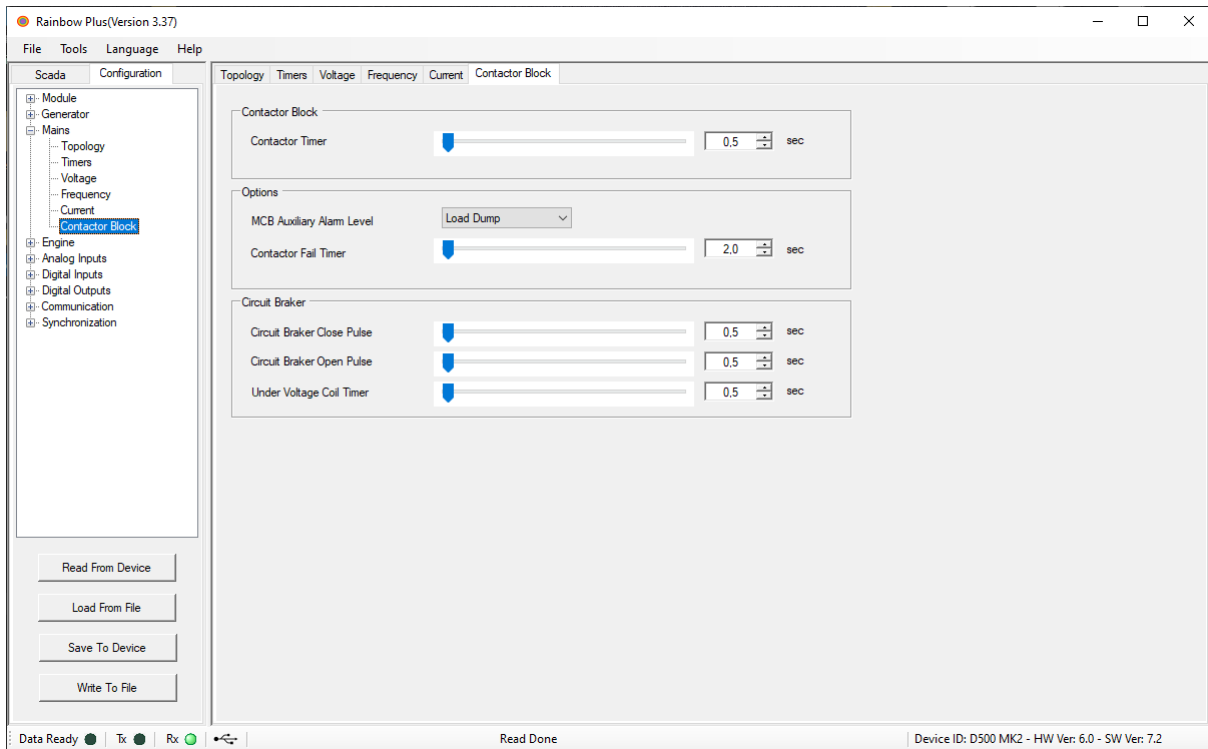 Rainbow Plus(Version 3.37)
File Tools Language Help
Scada Configuration
Module
Generator
Mains
Topology
Timers
Voltage
Frequency
Current
Contactor Block
Engine
Analog Inputs
Digital Inputs
Digital Outputs
Communication
Synchronization
Read From Device
Load From File
Save To Device
Write To File
Topology Timers Voltage Frequency Current Contactor Block
Contactor Block
Contactor Timer 0,5 sec
Options
MCB Auxiliary Alarm Level Load Dump
Contactor Fail Timer 2,0 sec
Circuit Braker
Circuit Braker Close Pulse 0,5 sec
Circuit Braker Open Pulse 0,5 sec
Under Voltage Coil Timer 0,5 sec
Data Ready Tx Rx Read Done Device ID: D500 MK2 - HW Ver: 6.0 - SW Ver: 7.2